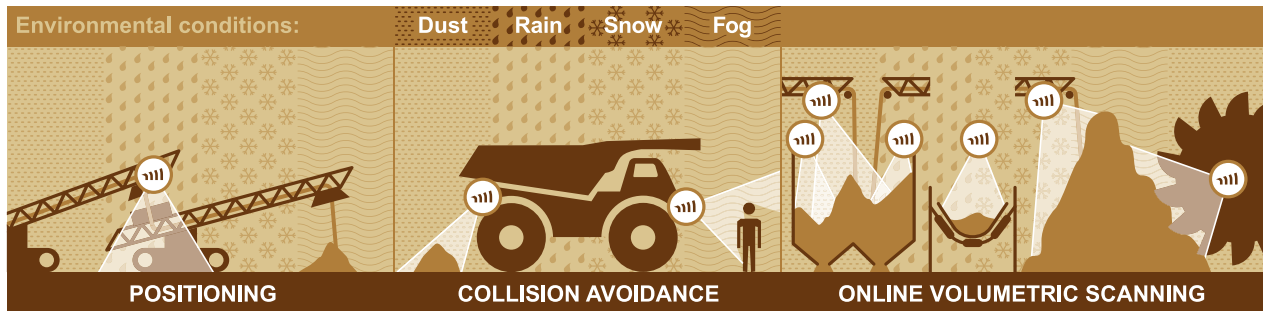 Environmental conditions: Dust Rain Snow Fog
POSITIONING
COLLISION AVOIDANCE
ONLINE VOLUMETRIC SCANNING